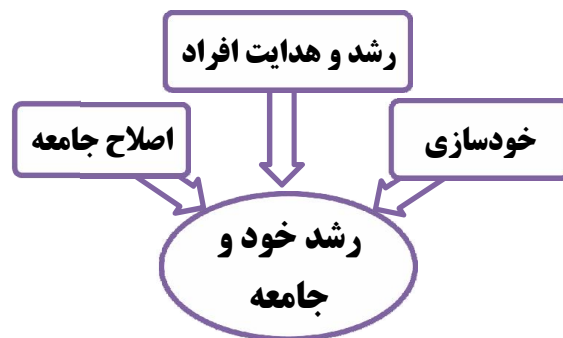 رشد و هدایت افراد
خودسازی
اصلاح جامعه
رشد خود و
جامعه